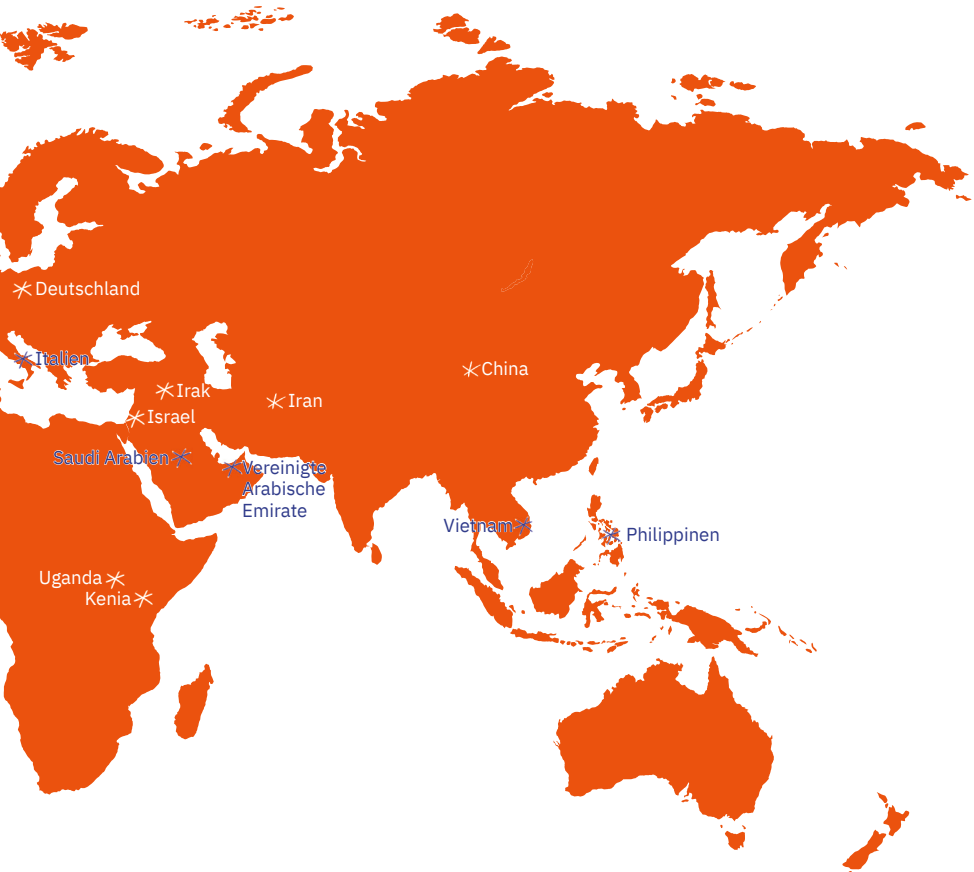 Deutschland
Italien
China
Irak
Iran
Israel
Saudi Arabien
Vereinigte
Arabische
Emirate
Vietnam
Philippinen
Uganda
Kenia